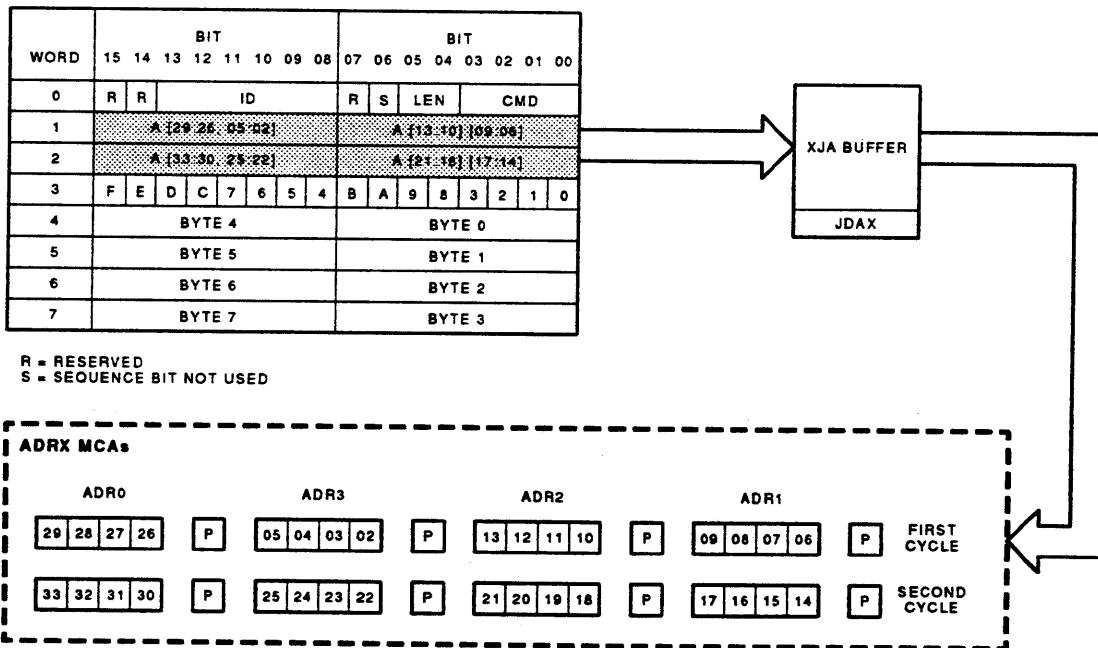 BIT BIT
WORD 15 14 13 12 11 10 09 08 07 06 05 04 03 02 01 00
0 R R ID R S LEN CMD
1 A [29:26, 05:02] A [13:10] [09:06]
2 A [33:30, 25:22] A [21:18] [17:14]
3 F E D C 7 6 5 4 B A 9 8 3 2 1 0
4 BYTE 4 BYTE 0
5 BYTE 5 BYTE 1
6 BYTE 6 BYTE 2
7 BYTE 7 BYTE 3
XJA BUFFER
JDAX
R = RESERVED
S = SEQUENCE BIT NOT USED
ADRX MCAs
ADR0 ADR3 ADR2 ADR1
29 28 27 26 P 05 04 03 02 P 13 12 11 10 P 09 08 07 06 P FIRST
CYCLE
33 32 31 30 P 25 24 23 22 P 21 20 19 18 P 17 16 15 14 P SECOND
CYCLE